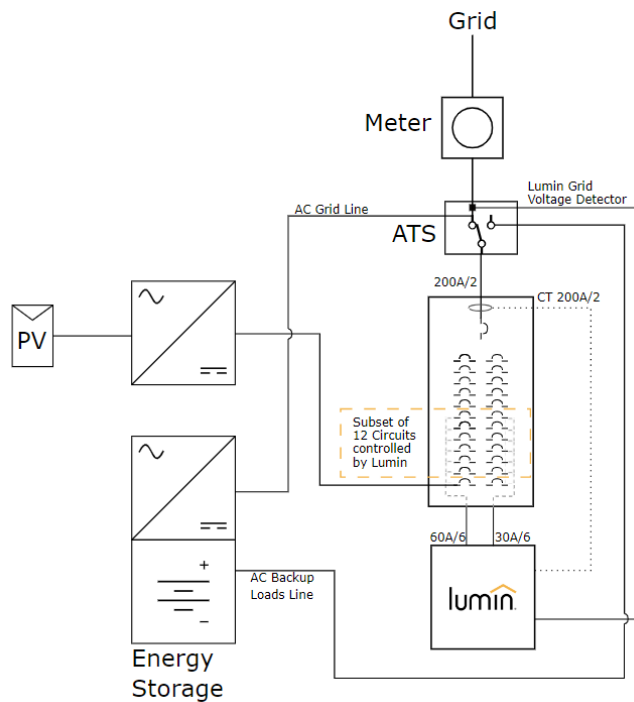 Grid
Meter
Lumin Grid
Voltage Detector
AC Grid Line
ATS
200A/2
CT 200A/2
PV
Subset of
12 Circuits
controlled
by Lumin
60A/6
30A/6
+
AC Backup
Loads Line
lumin
Energy
Storage